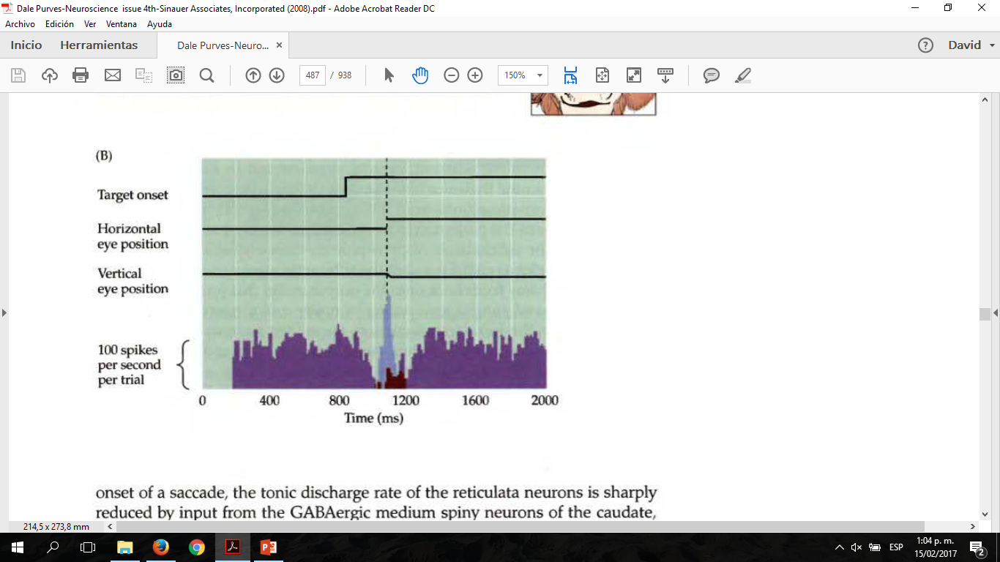 Dale Purves-Neuroscience issue 4th-Sinauer Associates, Incorporated (2008).pdf - Adobe Acrobat Reader DC
Archivo Edición Ver Ventana Ayuda
Inicio Herramientas Dale Purves-Neuro... David
487 / 938 150%
(B)
Target onset
Horizontal
eye position
Vertical
eye position
100 spikes
per second
per trial
0 400 800 1200 1600 2000
Time (ms)
onset of a saccade, the tonic discharge rate of the reticulata neurons is sharply
reduced by input from the GABAergic medium spiny neurons of the caudate,
214,5 x 273,8 mm
ESP
1:04 p. m.
15/02/2017
2